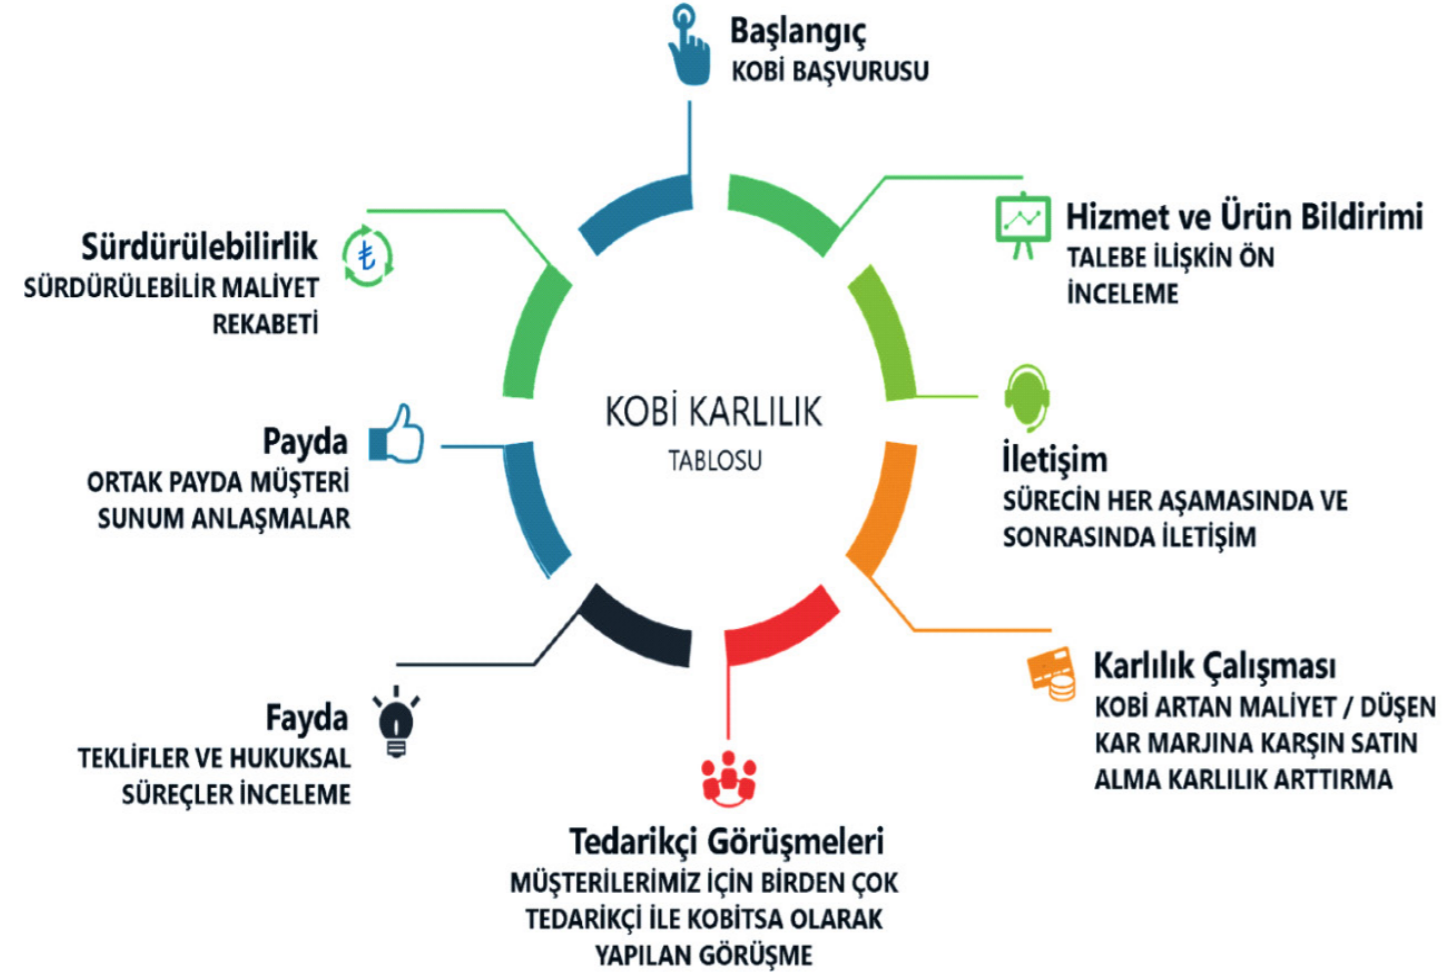 Başlangıç
KOBİ BAŞVURUSU
Hizmet ve Ürün Bildirimi
TALEBE İLİŞKİN ÖN
İNCELEME
İletişim
SÜRECİN HER AŞAMASINDA VE
SONRASINDA İLETİŞİM
Karlılık Çalışması
KOBİ ARTAN MALİYET / DÜŞEN
KAR MARJINA KARŞIN SATIN
ALMA KARLILIK ARTTIRMA
Tedarikçi Görüşmeleri
MÜŞTERİLERİMİZ İÇİN BİRDEN ÇOK
TEDARİKÇİ İLE KOBİTSA OLARAK
YAPILAN GÖRÜŞME
Fayda
TEKLİFLER VE HUKUKSAL
SÜREÇLER İNCELEME
Payda
ORTAK PAYDA MÜŞTERİ
SUNUM ANLAŞMALAR
Sürdürülebilirlik
SÜRDÜRÜLEBİLİR MALİYET
REKABETİ
₺
KOBİ KARLILIK
TABLOSU